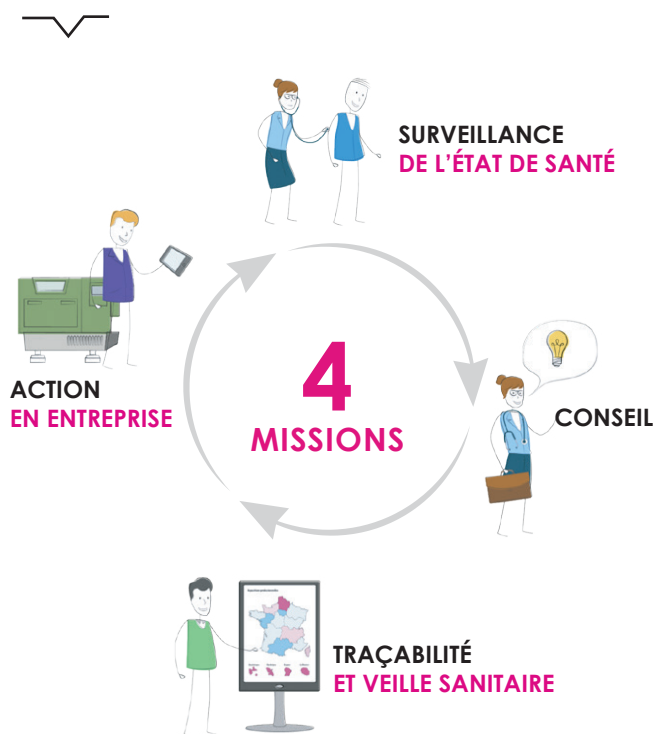 SURVEILLANCE
DE L'ÉTAT DE SANTÉ
4
MISSIONS
ACTION
EN ENTREPRISE
CONSEIL
TRAÇABILITÉ
ET VEILLE SANITAIRE